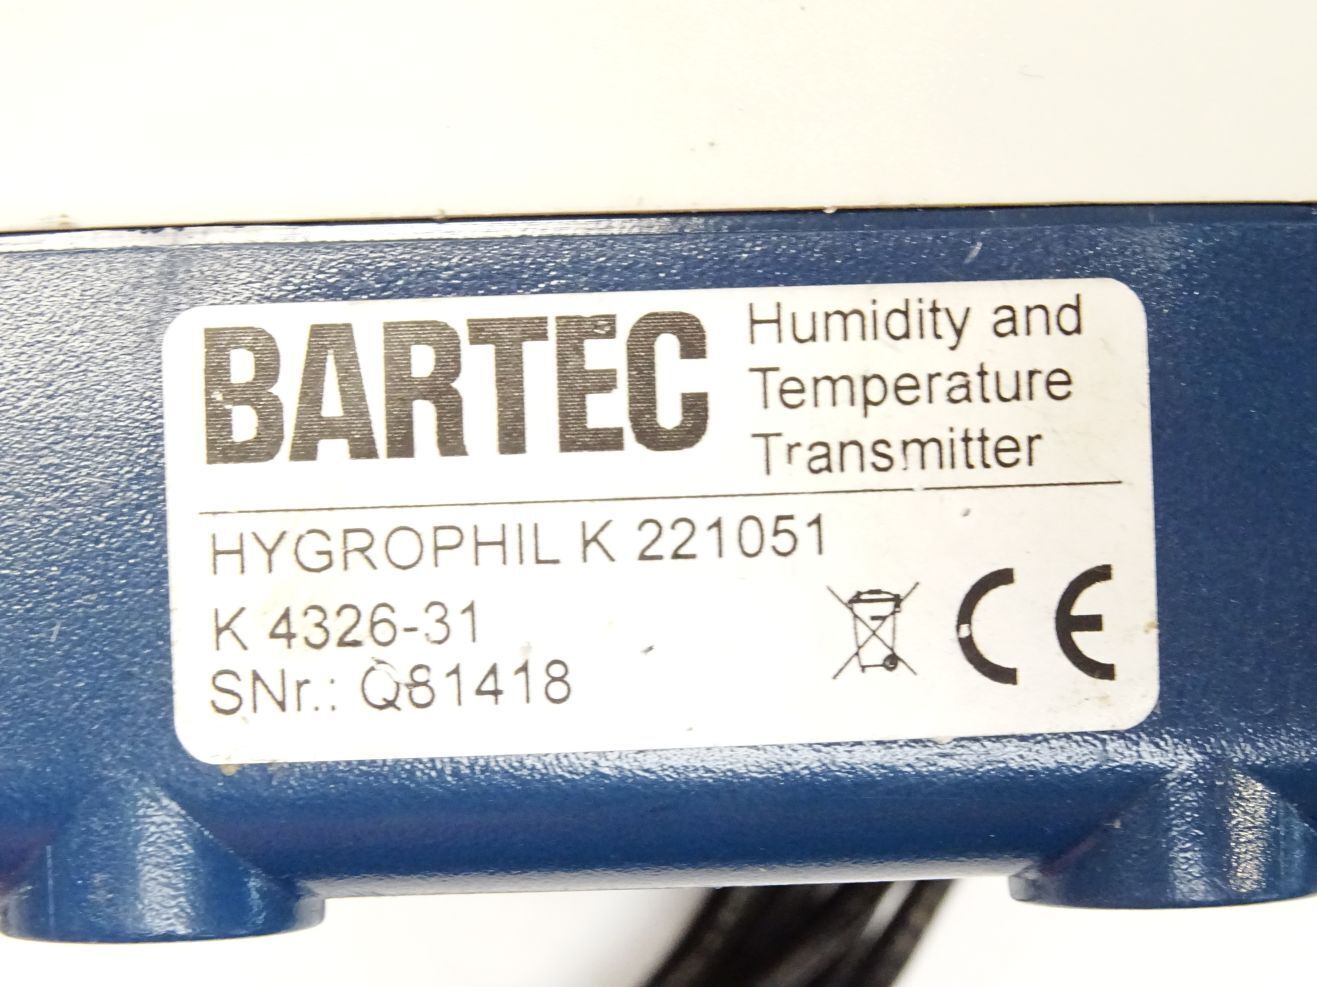 BARTEC
Humidity and
Temperature
Transmitter
HYGROPHIL K 221051
K 4326-31
SNr.: Q81418
CE